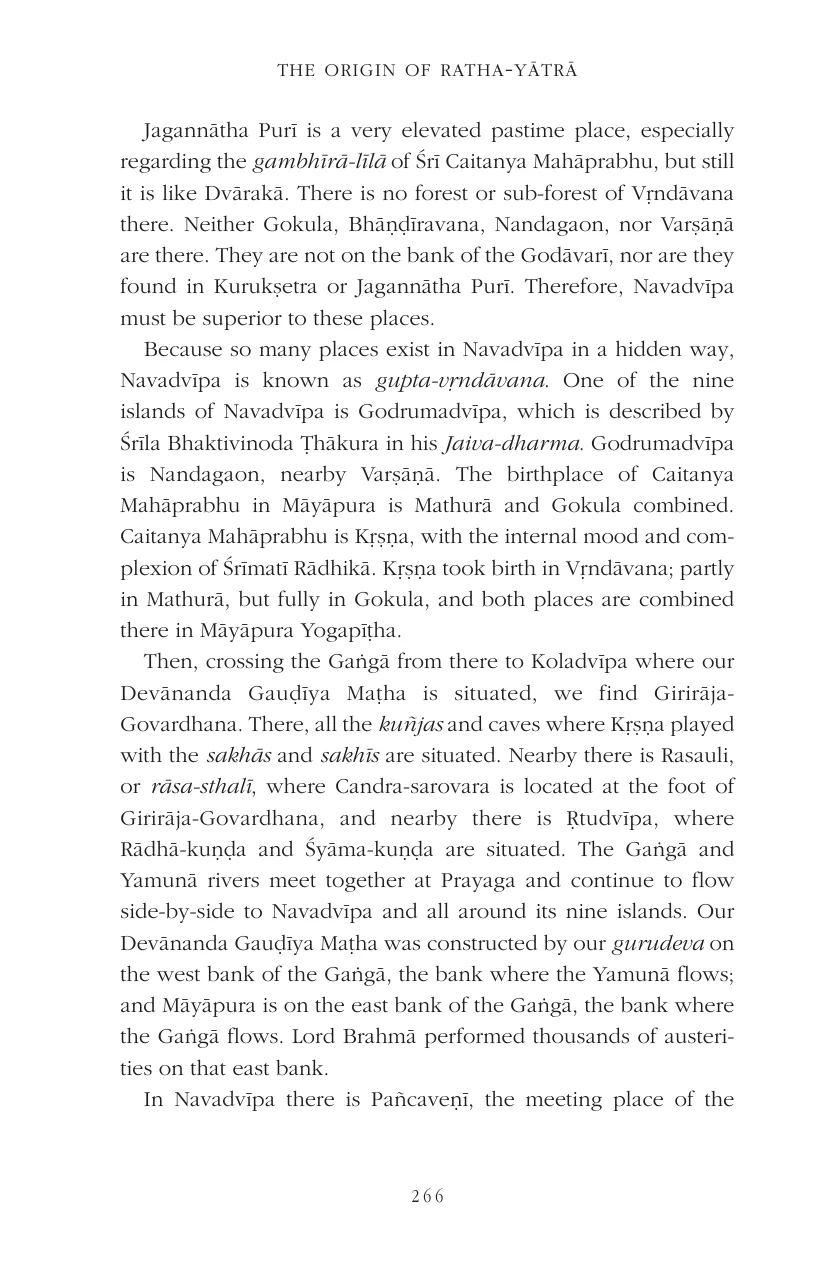 THE ORIGIN OF RATHA-YĀTRĀ
Jagannātha Purī is a very elevated pastime place, especially
regarding the gambhīrā-līlā of Śrī Caitanya Mahāprabhu, but still
it is like Dvārakā. There is no forest or sub-forest of Vṛndāvana
there. Neither Gokula, Bhāṇḍīravana, Nandagaon, nor Varṣāṇā
are there. They are not on the bank of the Godāvarī, nor are they
found in Kurukṣetra or Jagannātha Purī. Therefore, Navadvīpa
must be superior to these places.
Because so many places exist in Navadvīpa in a hidden way,
Navadvīpa is known as gupta-vṛndāvana. One of the nine
islands of Navadvīpa is Godrumadvīpa, which is described by
Śrīla Bhaktivinoda Ṭhākura in his Jaiva-dharma. Godrumadvīpa
is Nandagaon, nearby Varṣāṇā. The birthplace of Caitanya
Mahāprabhu in Māyāpura is Mathurā and Gokula combined.
Caitanya Mahāprabhu is Kṛṣṇa, with the internal mood and com-
plexion of Śrīmatī Rādhikā. Kṛṣṇa took birth in Vṛndāvana; partly
in Mathurā, but fully in Gokula, and both places are combined
there in Māyāpura Yogapīṭha.
Then, crossing the Gaṅgā from there to Koladvīpa where our
Devānanda Gauḍīya Maṭha is situated, we find Girirāja-
Govardhana. There, all the kuñjas and caves where Kṛṣṇa played
with the sakhās and sakhīs are situated. Nearby there is Rasauli,
or rāsa-sthalī, where Candra-sarovara is located at the foot of
Girirāja-Govardhana, and nearby there is Ṛtudvīpa, where
Rādhā-kuṇḍa and Śyāma-kuṇḍa are situated. The Gaṅgā and
Yamunā rivers meet together at Prayaga and continue to flow
side-by-side to Navadvīpa and all around its nine islands. Our
Devānanda Gauḍīya Maṭha was constructed by our gurudeva on
the west bank of the Gaṅgā, the bank where the Yamunā flows;
and Māyāpura is on the east bank of the Gaṅgā, the bank where
the Gaṅgā flows. Lord Brahmā performed thousands of austeri-
ties on that east bank.
In Navadvīpa there is Pañcaveṇī, the meeting place of the
266